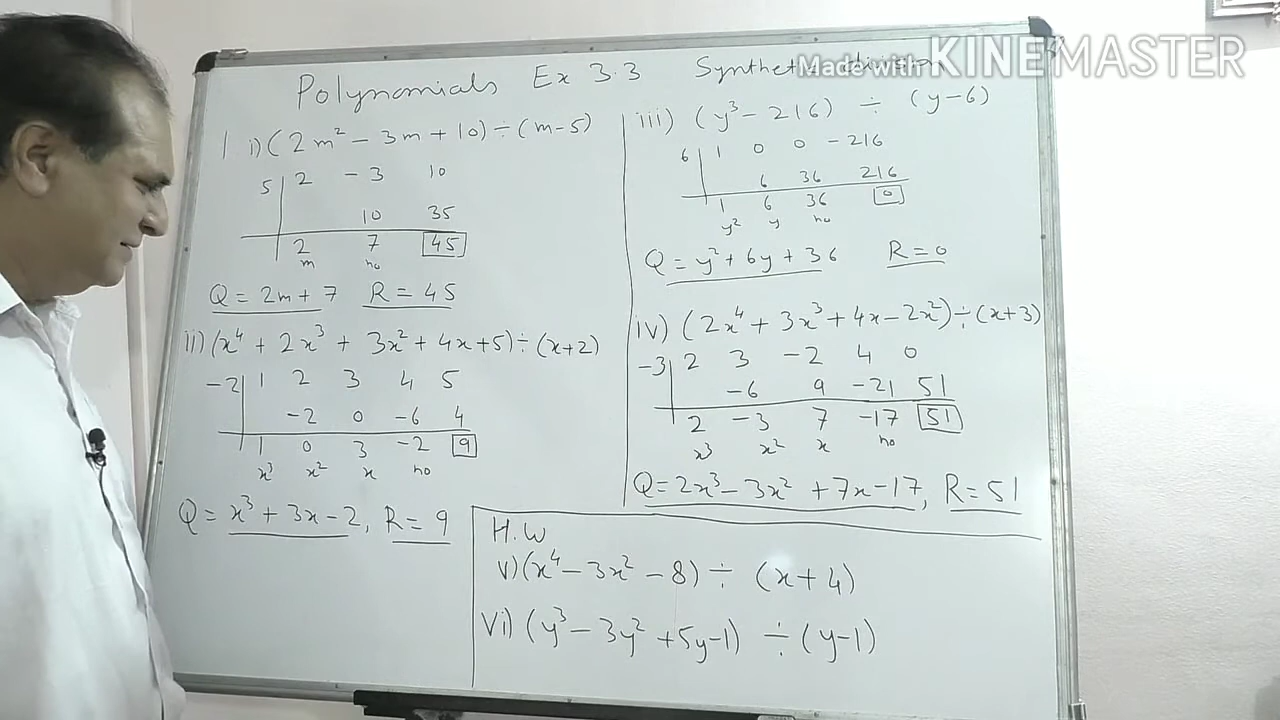 Made with KINEMASTER
Polynomials Ex 3.3 Synthetic division
1 i) (2m² - 3m + 10) ÷ (m-5)
5 | 2 -3 10
10 35
2 7 45
m no
Q = 2m + 7 R = 45
ii) (x⁴ + 2x³ + 3x² + 4x + 5) ÷ (x+2)
-2 | 1 2 3 4 5
-2 0 -6 4
1 0 3 -2 9
x³ x² x no
Q = x³ + 3x - 2, R = 9
iii) (y³ - 216) ÷ (y-6)
6 | 1 0 0 -216
6 36 216
1 6 36 0
y² y no
Q = y² + 6y + 36 R = 0
iv) (2x⁴ + 3x³ + 4x - 2x²) ÷ (x+3)
-3 | 2 3 -2 4 0
-6 9 -21 51
2 -3 7 -17 51
x³ x² x no
Q = 2x³ - 3x² + 7x - 17, R = 51
H.W
v) (x⁴ - 3x² - 8) ÷ (x + 4)
vi) (y³ - 3y² + 5y - 1) ÷ (y-1)